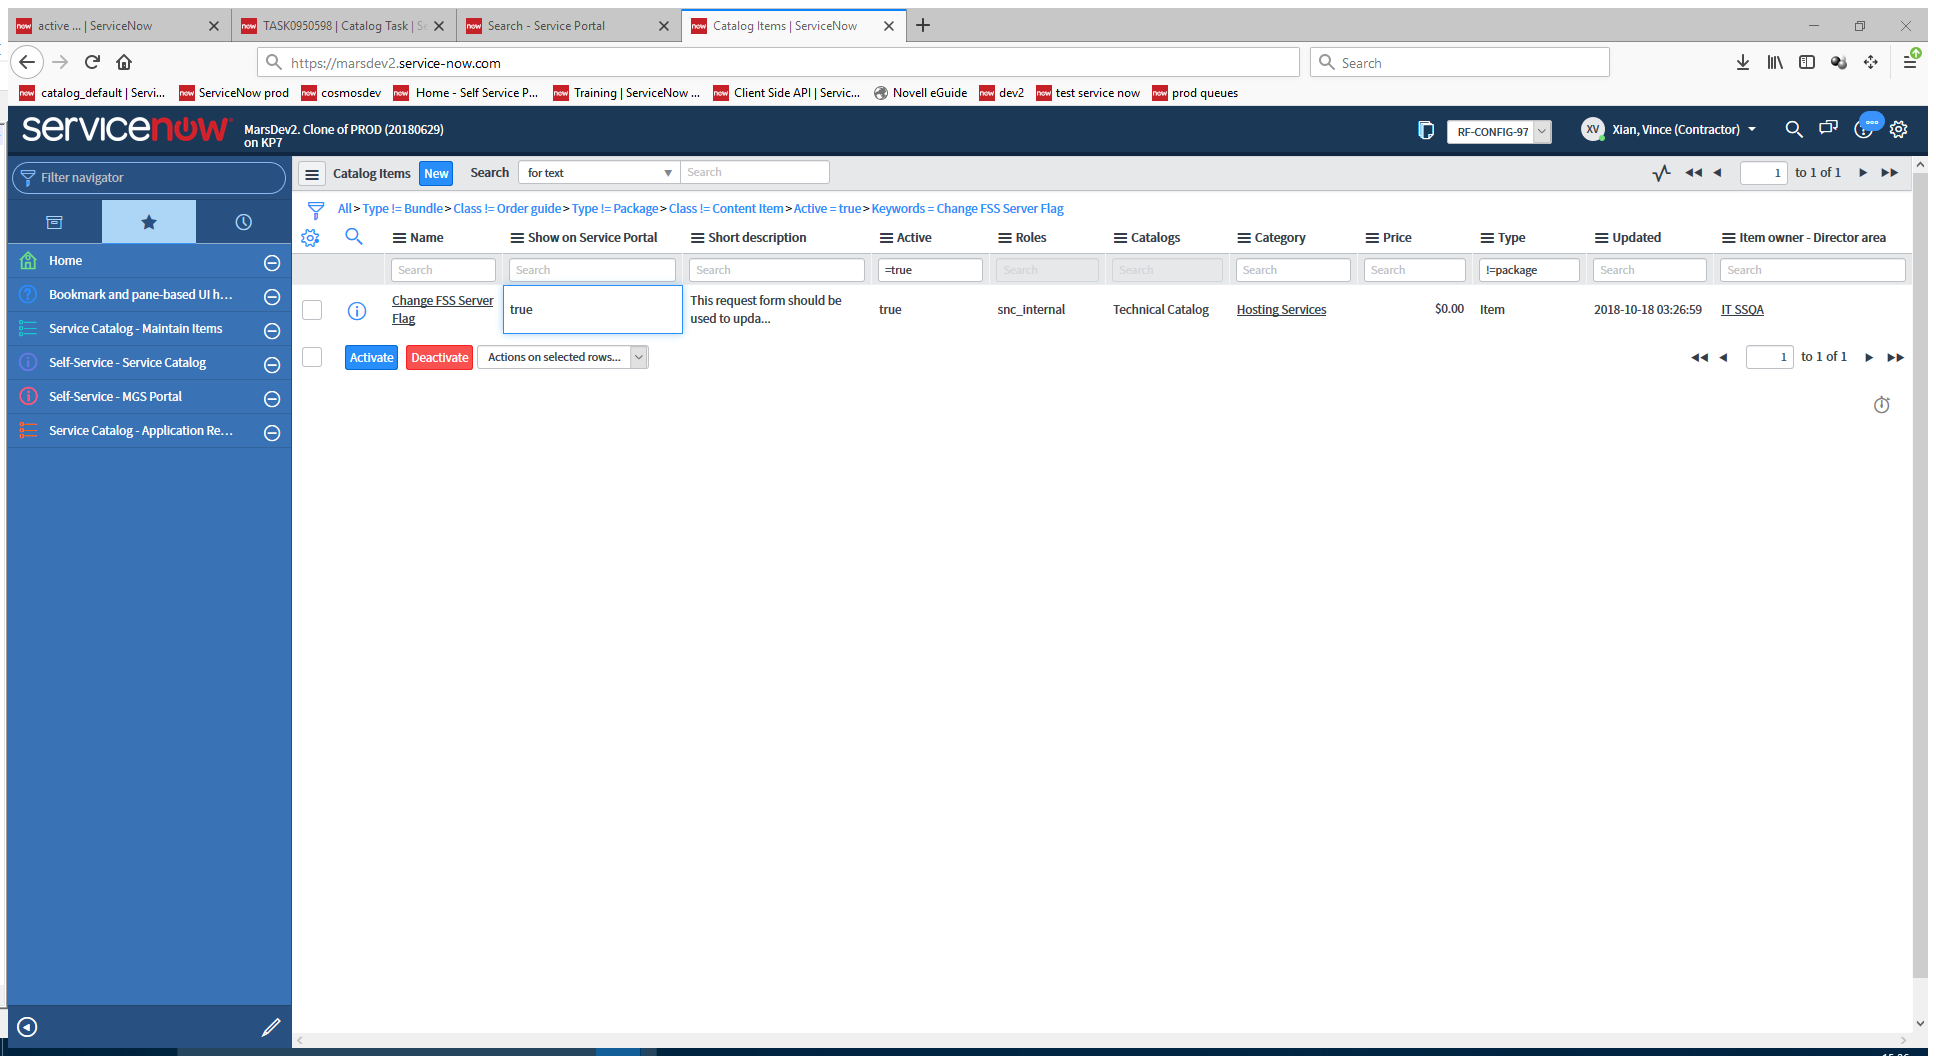 active ... | ServiceNow
TASK0950598 | Catalog Task | Se
Search - Service Portal
Catalog Items | ServiceNow
https://marsdev2.service-now.com
Search
catalog_default | Servi...
ServiceNow prod
cosmosdev
Home - Self Service P...
Training | ServiceNow ...
Client Side API | Servic...
Novell eGuide
dev2
test service now
prod queues
servicenow
MarsDev2. Clone of PROD (20180629)
on KP7
RF-CONFIG-97
XV
Xian, Vince (Contractor)
Filter navigator
Catalog Items
New
Search
for text
Search
1 to 1 of 1
All > Type != Bundle > Class != Order guide > Type != Package > Class != Content Item > Active = true > Keywords = Change FSS Server Flag
Name
Show on Service Portal
Short description
Active
Roles
Catalogs
Category
Price
Type
Updated
Item owner - Director area
Search
Search
Search
=true
Search
Search
Search
Search
!=package
Search
Search
Change FSS Server
Flag
true
This request form should be
used to upda...
true
snc_internal
Technical Catalog
Hosting Services
$0.00
Item
2018-10-18 03:26:59
IT SSQA
Activate
Deactivate
Actions on selected rows...
1 to 1 of 1
Home
Bookmark and pane-based UI h...
Service Catalog - Maintain Items
Self-Service - Service Catalog
Self-Service - MGS Portal
Service Catalog - Application Re...